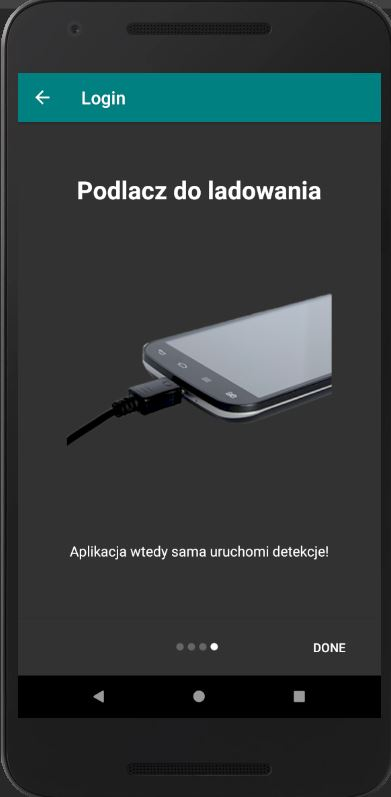 Login
Podlacz do ladowania
Aplikacja wtedy sama uruchomi detekcje!
DONE